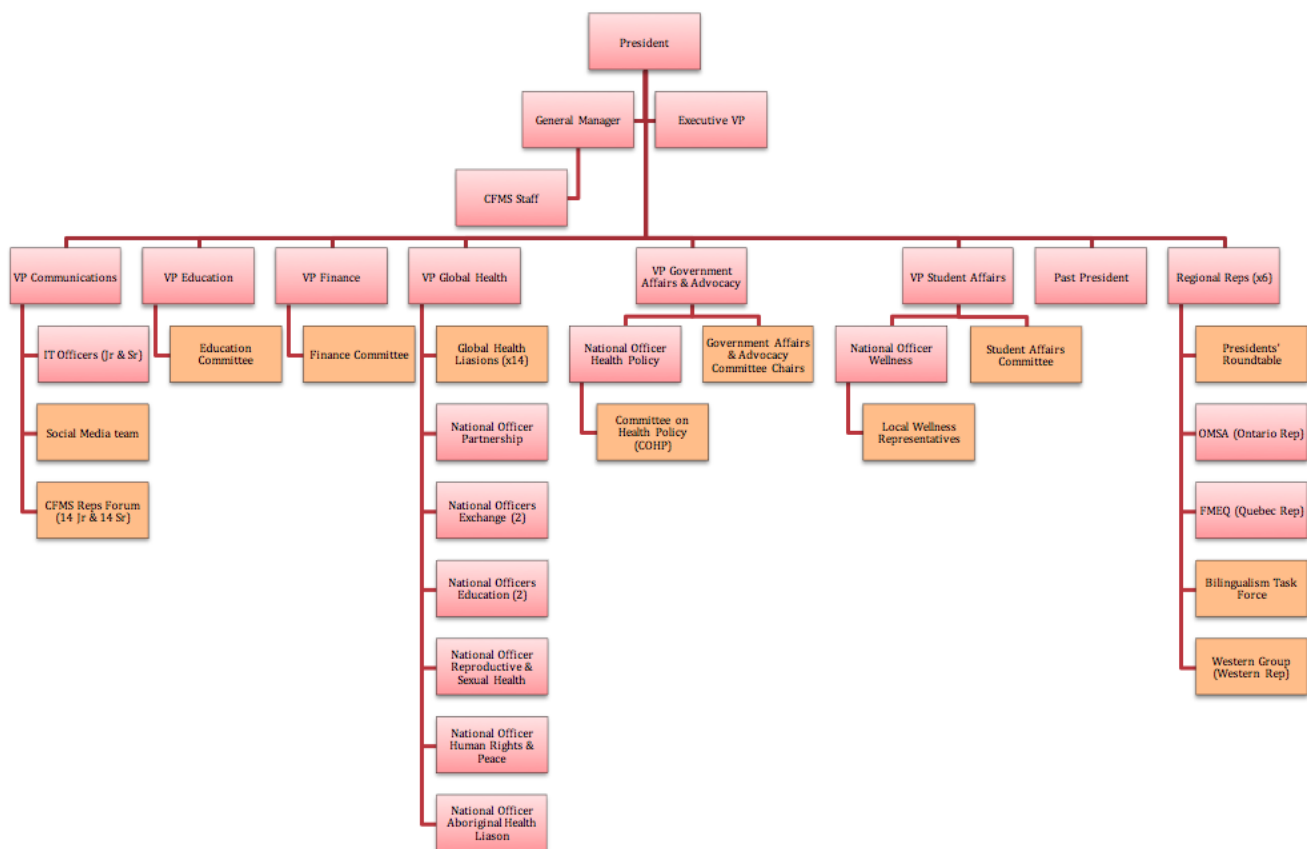 President
General Manager
Executive VP
CFMS Staff
VP Communications
VP Education
VP Finance
VP Global Health
VP Government
Affairs & Advocacy
VP Student Affairs
Past President
Regional Reps (x6)
IT Officers (Jr & Sr)
Education
Committee
Finance Committee
Global Health
Liasions (x14)
National Officer
Health Policy
Government Affairs
& Advocacy
Committee Chairs
National Officer
Wellness
Student Affairs
Committee
Presidents'
Roundtable
Social Media team
National Officer
Partnership
Committee on
Health Policy
(COHP)
Local Wellness
Representatives
OMSA (Ontario Rep)
CFMS Reps Forum
(14 Jr & 14 Sr)
National Officers
Exchange (2)
FMEQ (Quebec Rep)
National Officers
Education (2)
Bilingualism Task
Force
National Officer
Reproductive &
Sexual Health
Western Group
(Western Rep)
National Officer
Human Rights &
Peace
National Officer
Aboriginal Health
Liason